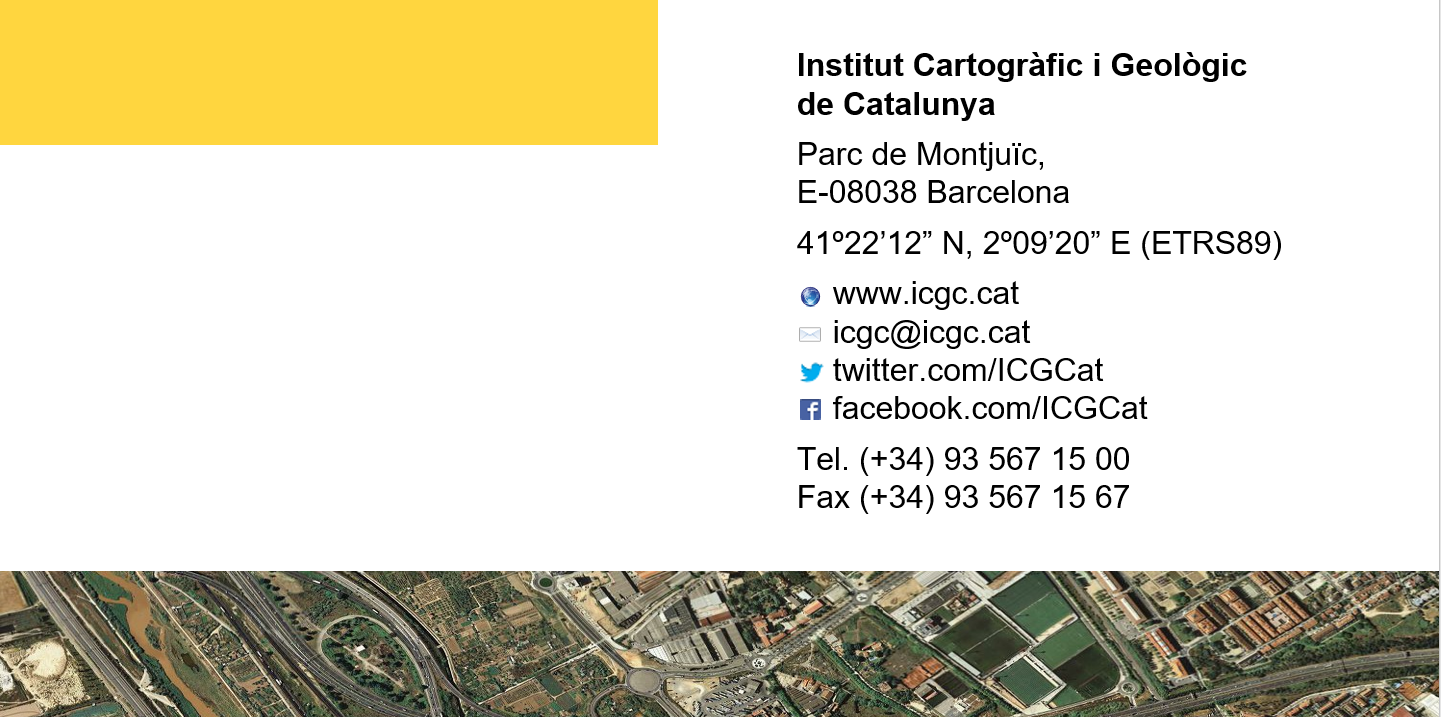 Institut Cartogràfic i Geològic
de Catalunya
Parc de Montjuïc,
E-08038 Barcelona
41º22’12” N, 2º09’20” E (ETRS89)
www.icgc.cat
icgc@icgc.cat
twitter.com/ICGCat
facebook.com/ICGCat
Tel. (+34) 93 567 15 00
Fax (+34) 93 567 15 67